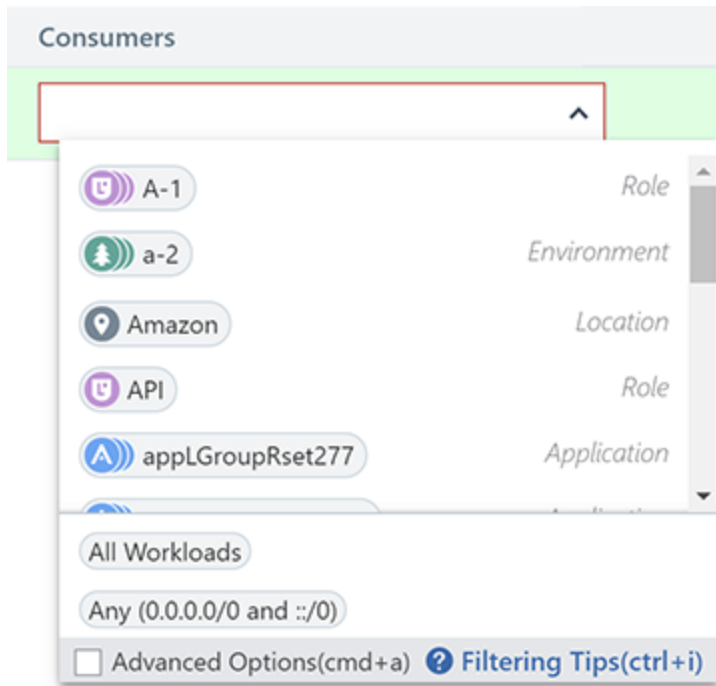 Consumers
A-1 Role
a-2 Environment
Amazon Location
API Role
appLGroupRset277 Application
All Workloads
Any (0.0.0.0/0 and ::/0)
Advanced Options(cmd+a) ? Filtering Tips(ctrl+i)